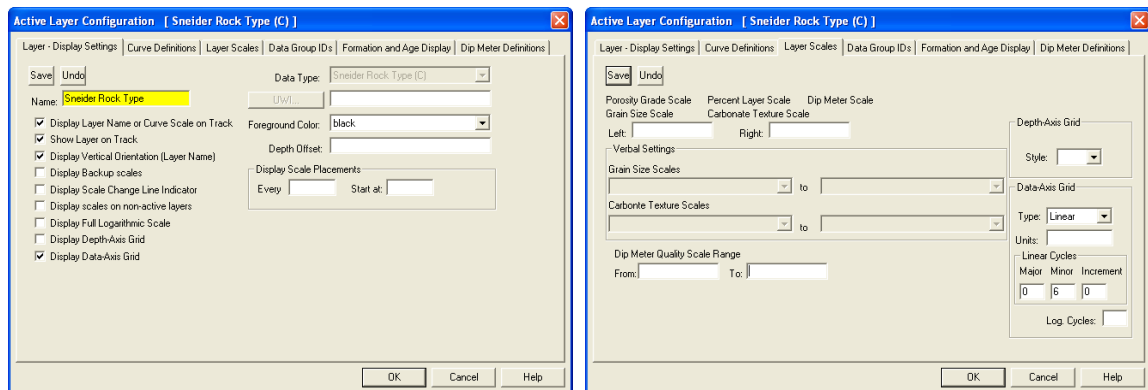 Active Layer Configuration [ Sneider Rock Type (C) ]
Layer - Display Settings Curve Definitions Layer Scales Data Group IDs Formation and Age Display Dip Meter Definitions
Save Undo
Data Type: Sneider Rock Type (C)
Name: Sneider Rock Type
UWI...
Display Layer Name or Curve Scale on Track
Foreground Color: black
Show Layer on Track
Depth Offset:
Display Vertical Orientation (Layer Name)
Display Backup scales
Display Scale Placements
Display Scale Change Line Indicator
Every Start at:
Display scales on non-active layers
Display Full Logarithmic Scale
Display Depth-Axis Grid
Display Data-Axis Grid
OK Cancel Help
Active Layer Configuration [ Sneider Rock Type (C) ]
Layer - Display Settings Curve Definitions Layer Scales Data Group IDs Formation and Age Display Dip Meter Definitions
Save Undo
Porosity Grade Scale Percent Layer Scale Dip Meter Scale
Grain Size Scale Carbonate Texture Scale
Left: Right:
Verbal Settings
Grain Size Scales
to
Carbonte Texture Scales
to
Dip Meter Quality Scale Range
From: To:
Depth-Axis Grid
Style:
Data-Axis Grid
Type: Linear
Units:
Linear Cycles
Major Minor Increment
0 6 0
Log. Cycles:
OK Cancel Help